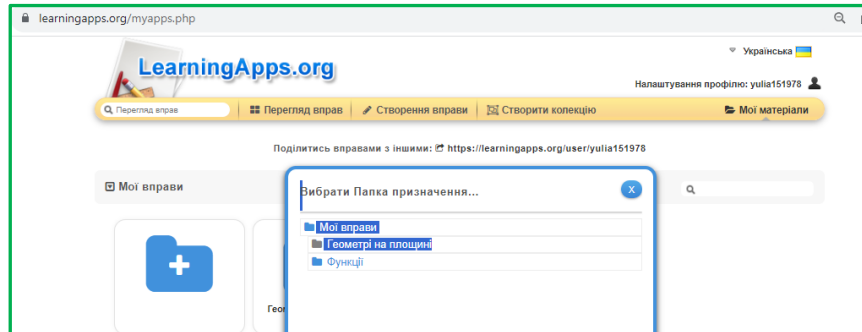 learningapps.org/myapps.php
Українська
LearningApps.org
Налаштування профілю: yulia151978
Перегляд вправ
Перегляд вправ
Створення вправи
Створити колекцію
Мої матеріали
Поділитись вправами з іншими: https://learningapps.org/user/yulia151978
Мої вправи
Вибрати Папка призначення...
x
Мої вправи
Геометрі на площині
Функції
Геом